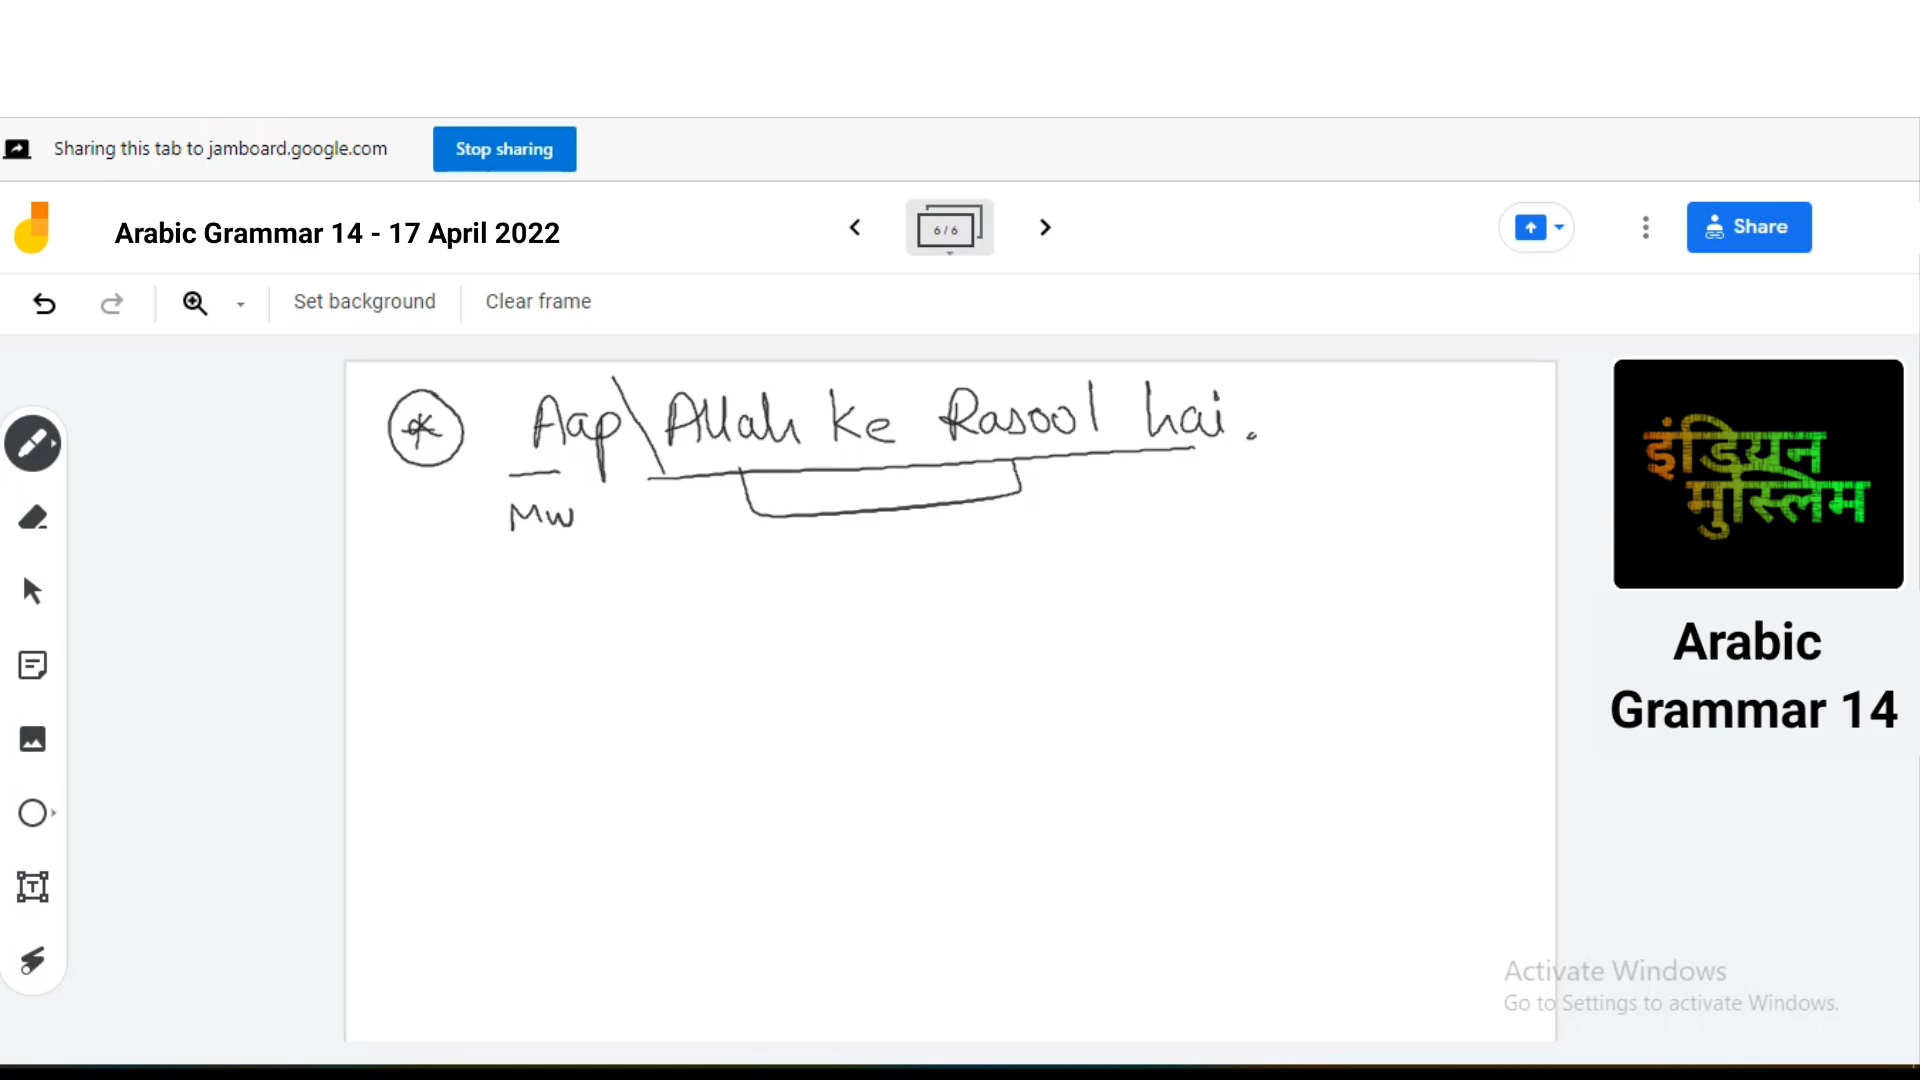 Sharing this tab to jamboard.google.com
Stop sharing
Arabic Grammar 14 - 17 April 2022
6 / 6
Share
Set background
Clear frame
* Aap \ Allah ke Rasool hai.
MW
इंडियन
मुस्लिम
Arabic
Grammar 14
T
Activate Windows
Go to Settings to activate Windows.